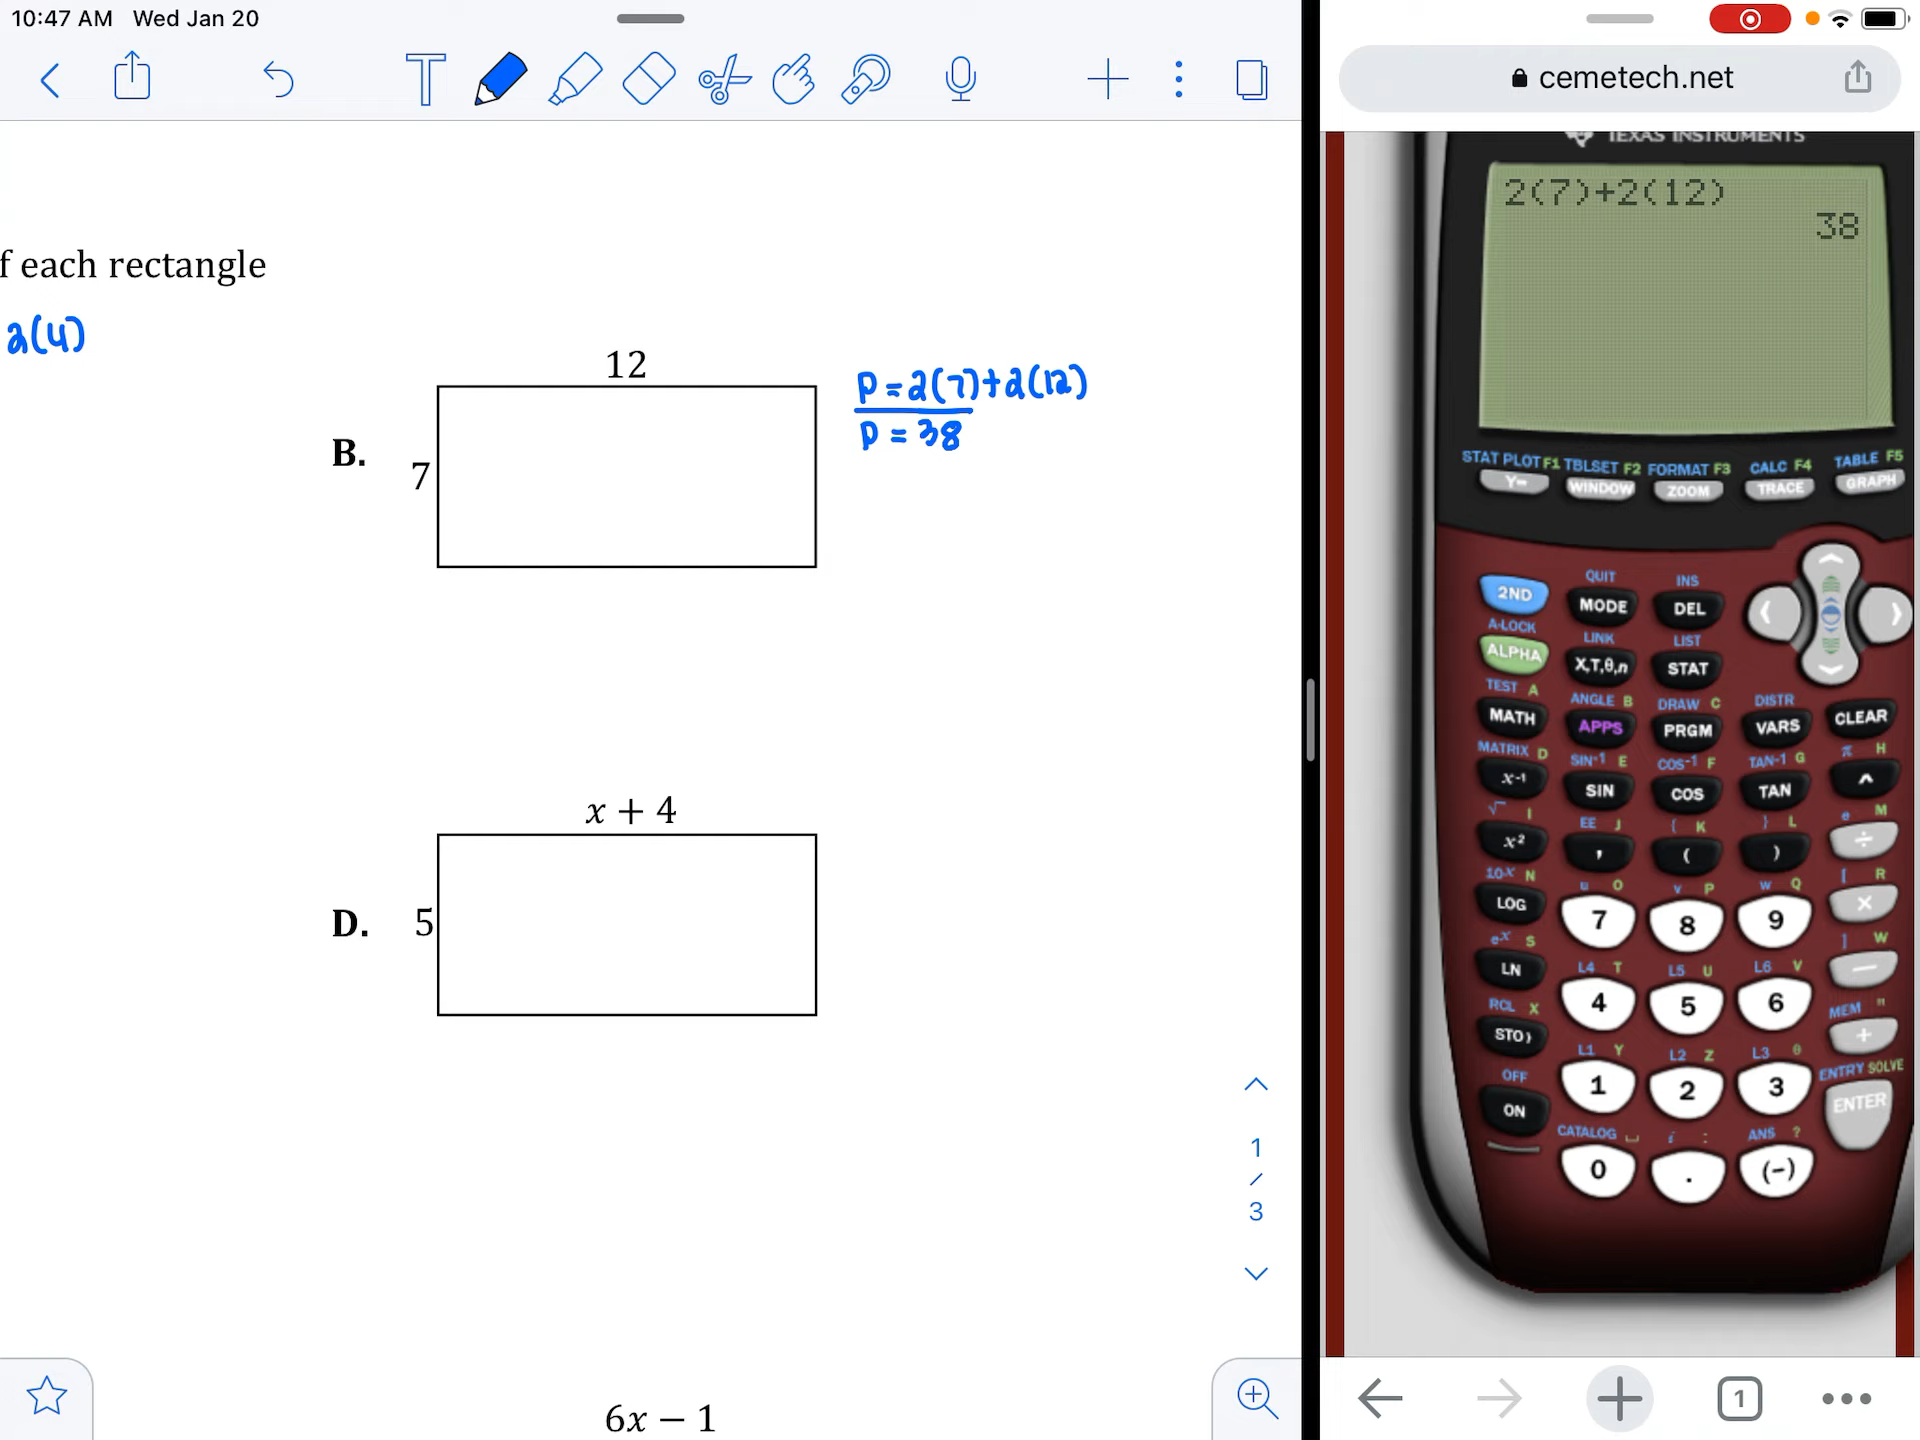 10:47 AM Wed Jan 20
f each rectangle
2(4)
12
P = 2(7)+2(12)
P = 38
B.
7
x + 4
D.
5
1
/
3
6x − 1
cemetech.net
TEXAS INSTRUMENTS
2(7)+2(12)
38
STAT PLOT F1 TBLSET F2 FORMAT F3 CALC F4 TABLE F5
Y= WINDOW ZOOM TRACE GRAPH
QUIT INS
2ND MODE DEL
A-LOCK LINK LIST
ALPHA X,T,θ,n STAT
TEST A ANGLE B DRAW C DISTR
MATH APPS PRGM VARS CLEAR
MATRIX D SIN-1 E COS-1 F TAN-1 G π H
x-1 SIN COS TAN ^
√ I EE J { K } L e M
x² , ( ) ÷
10x N u O v P w Q [ R
LOG 7 8 9 ×
ex S L4 T L5 U L6 V ] W
LN 4 5 6 −
RCL X L1 Y L2 Z L3 θ MEM "
STO› 1 2 3 +
OFF CATALOG i : ANS ? ENTRY SOLVE
ON 0 . (-) ENTER
1